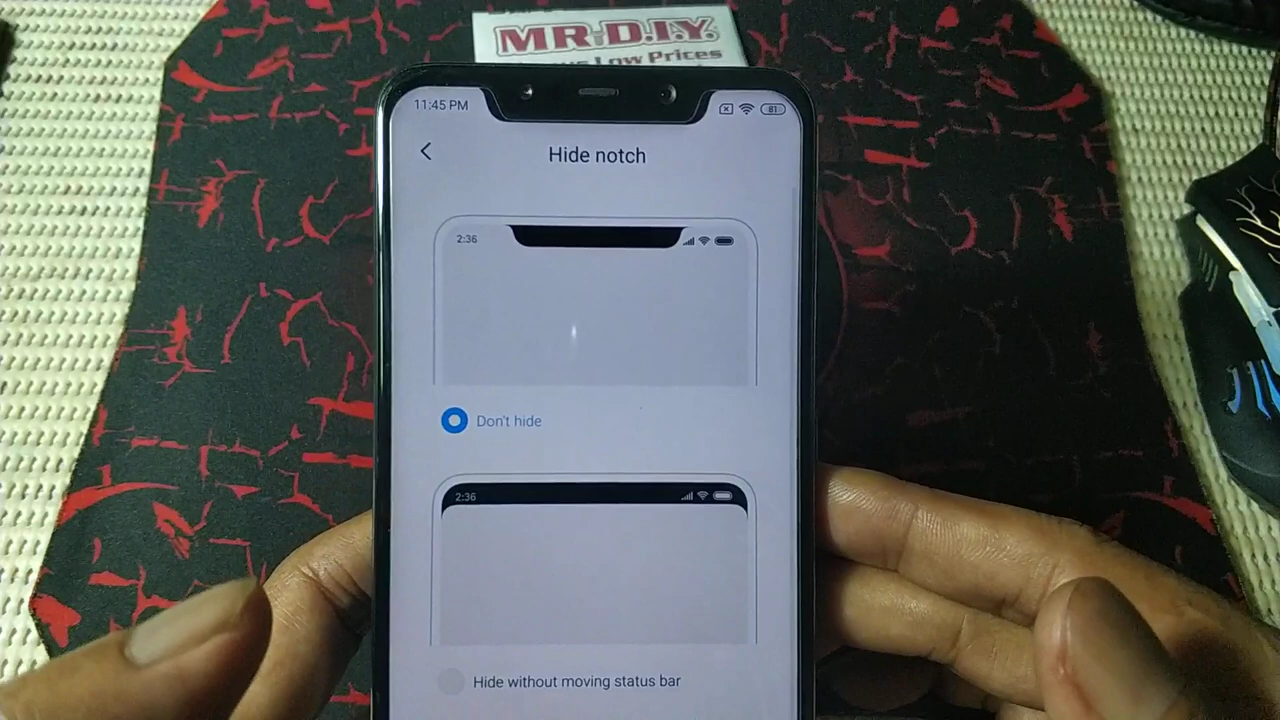 MR.D.I.Y.
Low Prices
11:45 PM
81
Hide notch
2:36
Don't hide
2:36
Hide without moving status bar